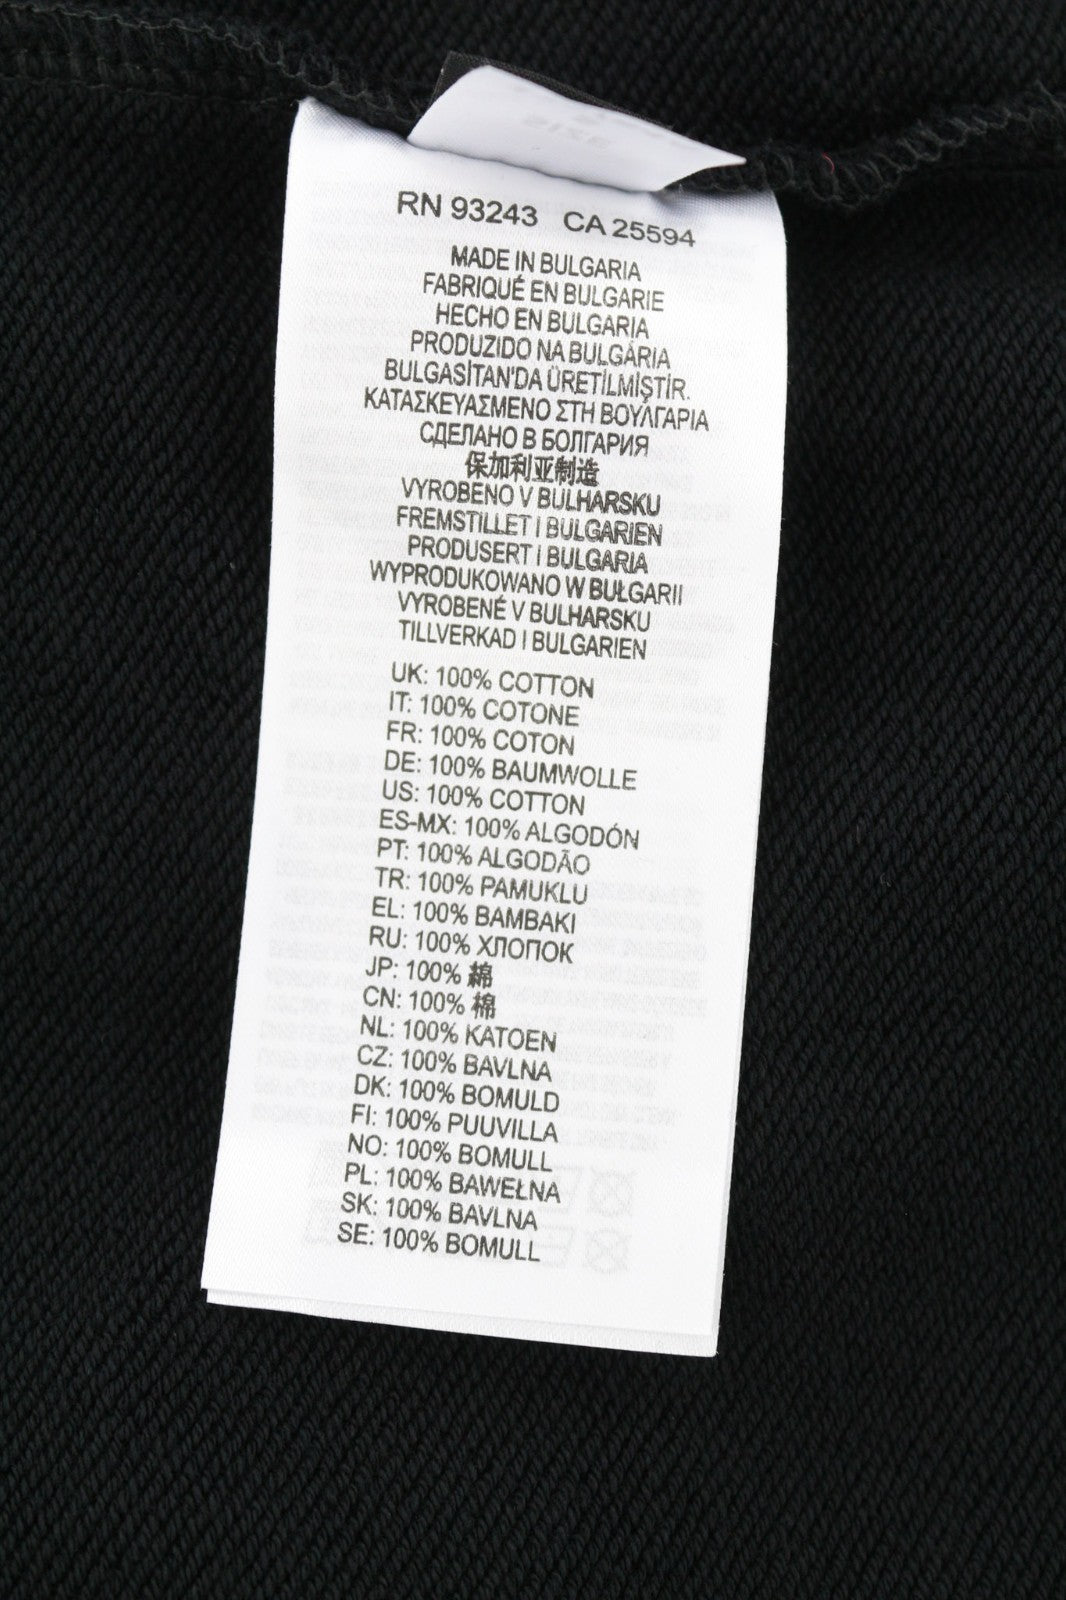 RN 93243 CA 25594
MADE IN BULGARIA
FABRIQUÉ EN BULGARIE
HECHO EN BULGARIA
PRODUZIDO NA BULGÁRIA
BULGASİTAN'DA ÜRETİLMİŞTİR.
ΚΑΤΑΣΚΕΥΑΣΜΕΝΟ ΣΤΗ ΒΟΥΛΓΑΡΙΑ
СДЕЛАНО В БОЛГАРИЯ
保加利亚制造
VYROBENO V BULHARSKU
FREMSTILLET I BULGARIEN
PRODUSERT I BULGARIA
WYPRODUKOWANO W BUŁGARII
VYROBENÉ V BULHARSKU
TILLVERKAD I BULGARIEN
UK: 100% COTTON
IT: 100% COTONE
FR: 100% COTON
DE: 100% BAUMWOLLE
US: 100% COTTON
ES-MX: 100% ALGODÓN
PT: 100% ALGODÃO
TR: 100% PAMUKLU
EL: 100% ΒΑΜΒΑΚΙ
RU: 100% ХЛОПОК
JP: 100% 綿
CN: 100% 棉
NL: 100% KATOEN
CZ: 100% BAVLNA
DK: 100% BOMULD
FI: 100% PUUVILLA
NO: 100% BOMULL
PL: 100% BAWEŁNA
SK: 100% BAVLNA
SE: 100% BOMULL